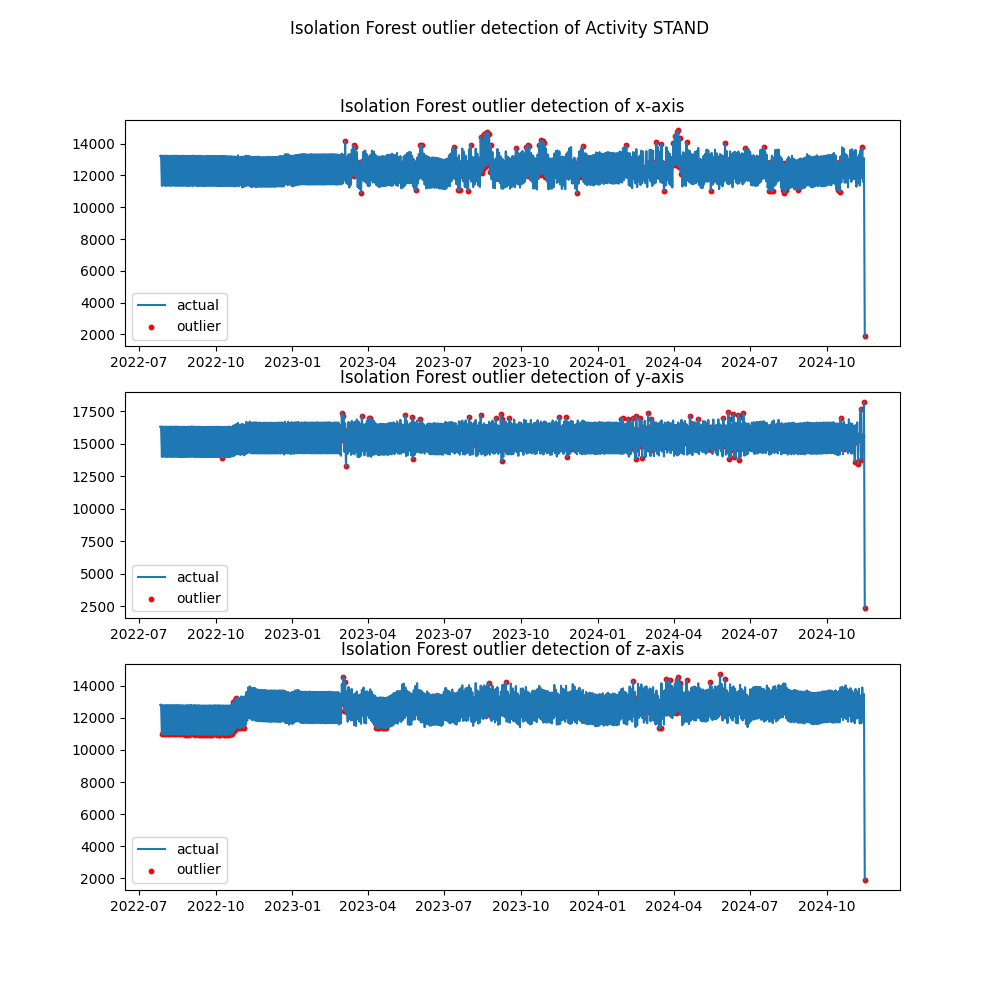 Isolation Forest outlier detection of Activity STAND
Isolation Forest outlier detection of x-axis
14000
12000
10000
8000
6000
4000
2000
actual
outlier
2022-07 2022-10 2023-01 2023-04 2023-07 2023-10 2024-01 2024-04 2024-07 2024-10
Isolation Forest outlier detection of y-axis
17500
15000
12500
10000
7500
5000
2500
actual
outlier
2022-07 2022-10 2023-01 2023-04 2023-07 2023-10 2024-01 2024-04 2024-07 2024-10
Isolation Forest outlier detection of z-axis
14000
12000
10000
8000
6000
4000
2000
actual
outlier
2022-07 2022-10 2023-01 2023-04 2023-07 2023-10 2024-01 2024-04 2024-07 2024-10